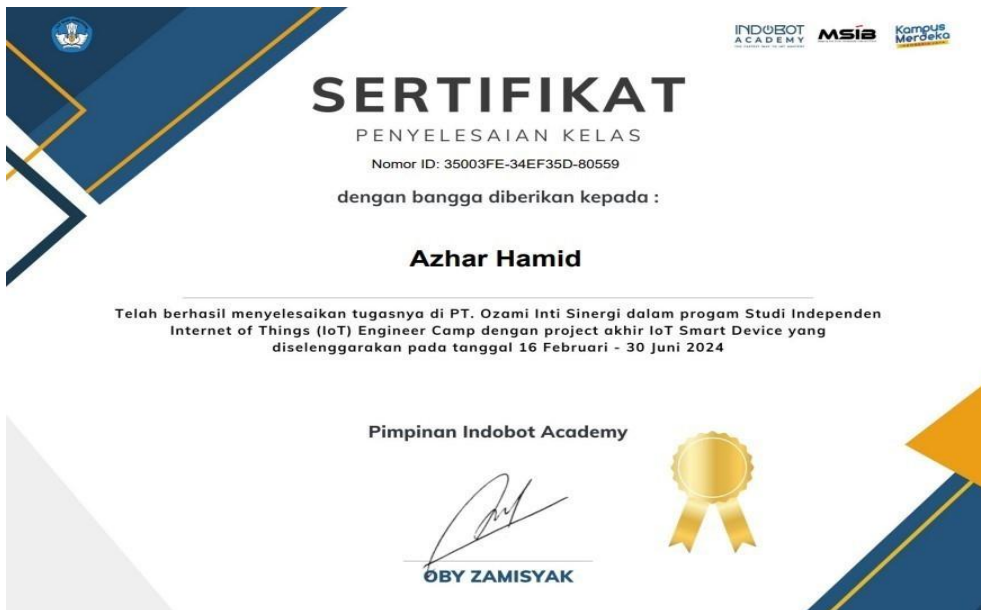 INDOBOT
ACADEMY
MSIB
Kampus
Merdeka
INDONESIA JAYA
SERTIFIKAT
PENYELESAIAN KELAS
Nomor ID: 35003FE-34EF35D-80559
dengan bangga diberikan kepada :
Azhar Hamid
Telah berhasil menyelesaikan tugasnya di PT. Ozami Inti Sinergi dalam progam Studi Independen
Internet of Things (IoT) Engineer Camp dengan project akhir IoT Smart Device yang
diselenggarakan pada tanggal 16 Februari - 30 Juni 2024
Pimpinan Indobot Academy
OBY ZAMISYAK